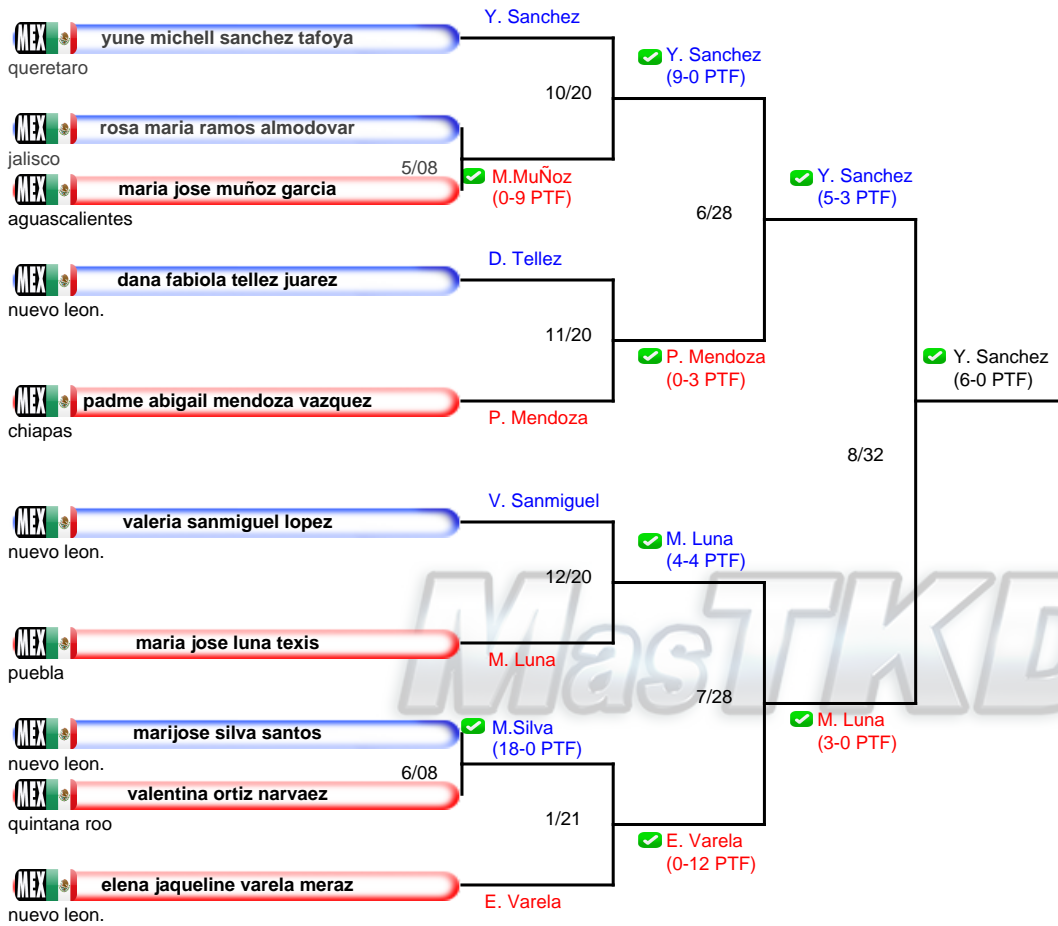 Y. Sanchez
MEX yune michell sanchez tafoya
queretaro
Y. Sanchez
(9-0 PTF)
10/20
MEX rosa maria ramos almodovar
jalisco
5/08
MEX maria jose muñoz garcia
aguascalientes
M.MuÑoz
(0-9 PTF)
Y. Sanchez
(5-3 PTF)
6/28
D. Tellez
MEX dana fabiola tellez juarez
nuevo leon.
11/20
P. Mendoza
(0-3 PTF)
Y. Sanchez
(6-0 PTF)
MEX padme abigail mendoza vazquez
chiapas
P. Mendoza
8/32
V. Sanmiguel
MEX valeria sanmiguel lopez
nuevo leon.
M. Luna
(4-4 PTF)
12/20
MasTKD
MEX maria jose luna texis
puebla
M. Luna
7/28
M. Luna
(3-0 PTF)
MEX marijose silva santos
nuevo leon.
M.Silva
(18-0 PTF)
6/08
MEX valentina ortiz narvaez
quintana roo
1/21
E. Varela
(0-12 PTF)
MEX elena jaqueline varela meraz
nuevo leon.
E. Varela